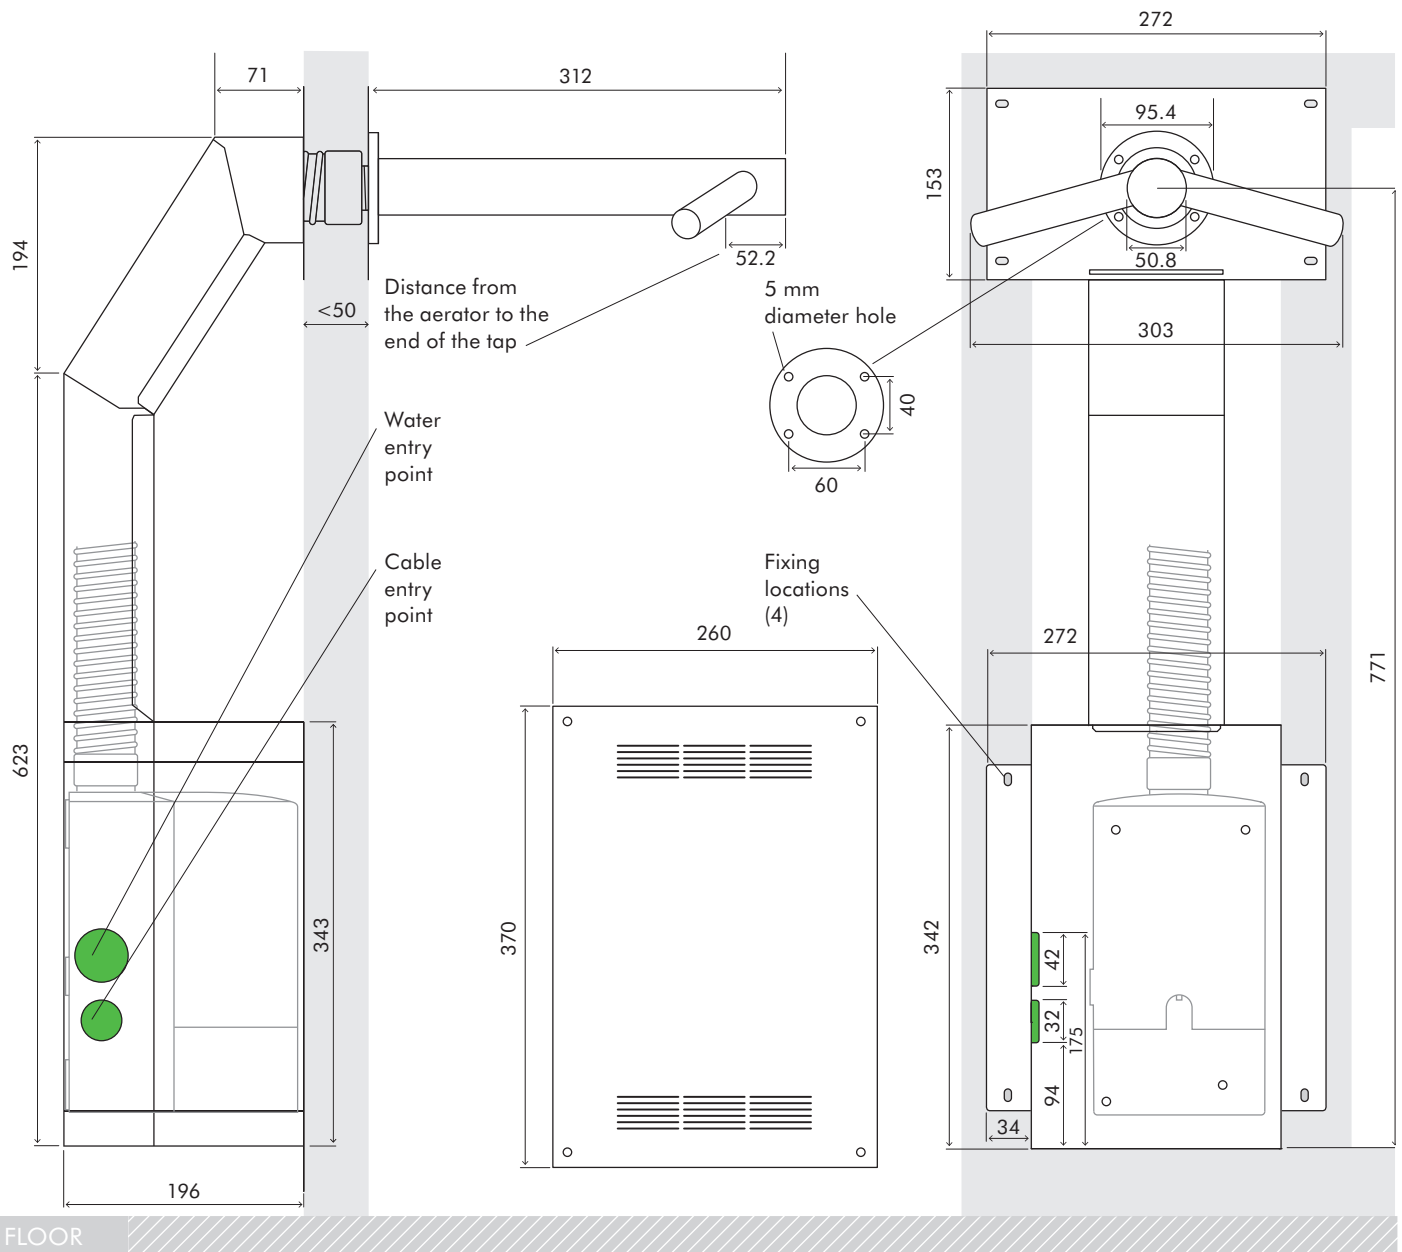 272
71
312
95.4
153
194
52.2
50.8
<50
Distance from
the aerator to the
end of the tap
5 mm
diameter hole
303
40
60
Water
entry
point
Cable
entry
point
Fixing
locations
(4)
260
272
771
623
343
370
342
42
32
175
94
34
196
FLOOR